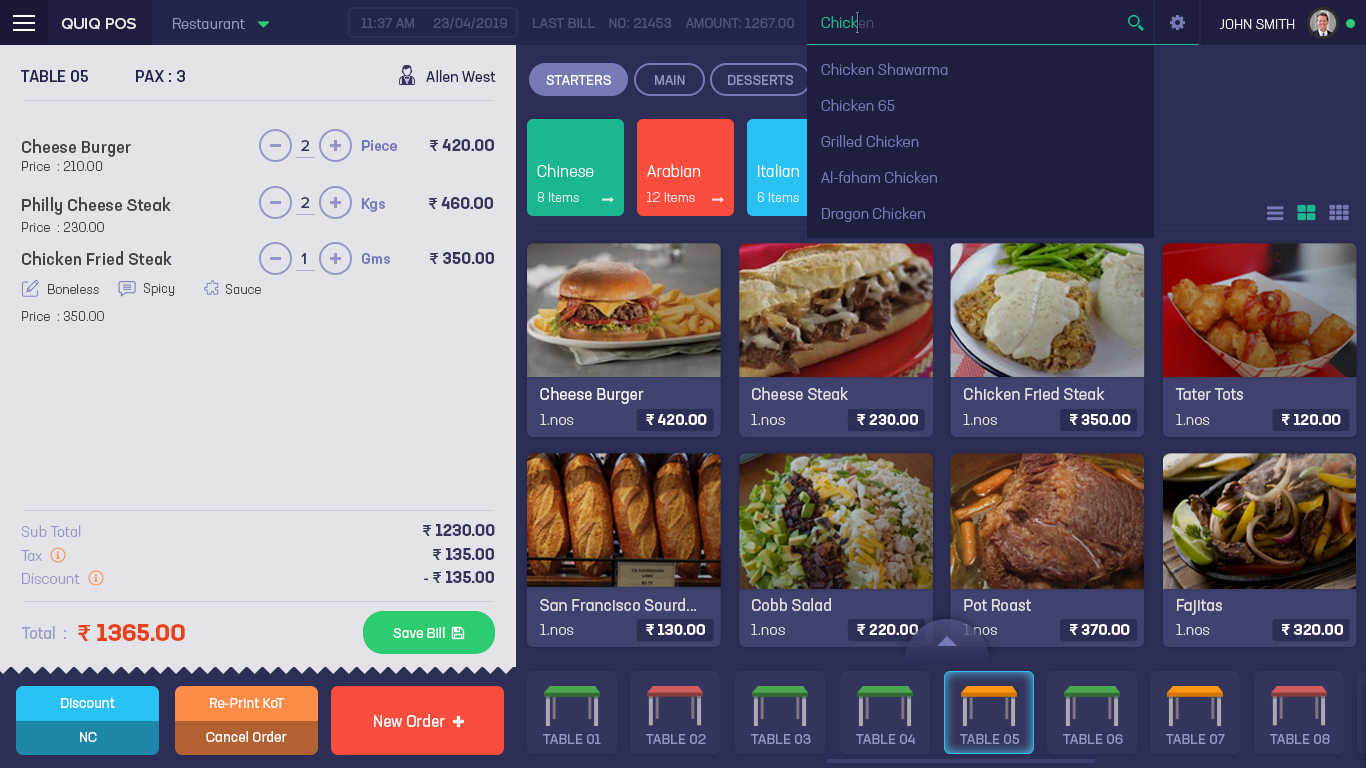 QUIQ POS
Restaurant
11:37 AM 23/04/2019
LAST BILL NO: 21453 AMOUNT: 1267.00
Chicken
JOHN SMITH
TABLE 05 PAX : 3
Allen West
Cheese Burger
2 Piece ₹ 420.00
Price : 210.00
Philly Cheese Steak
2 Kgs ₹ 460.00
Price : 230.00
Chicken Fried Steak
1 Gms ₹ 350.00
Boneless Spicy Sauce
Price : 350.00
Sub Total ₹ 1230.00
Tax ₹ 135.00
Discount - ₹ 135.00
Total : ₹ 1365.00
Save Bill
Discount
NC
Re-Print KoT
Cancel Order
New Order
STARTERS
MAIN
DESSERTS
Chicken Shawarma
Chicken 65
Grilled Chicken
Al-faham Chicken
Dragon Chicken
Chinese
8 Items
Arabian
12 Items
Italian
6 Items
Cheese Burger
1.nos ₹ 420.00
Cheese Steak
1.nos ₹ 230.00
Chicken Fried Steak
1.nos ₹ 350.00
Tater Tots
1.nos ₹ 120.00
San Francisco Sourd...
1.nos ₹ 130.00
Cobb Salad
1.nos ₹ 220.00
Pot Roast
1.nos ₹ 370.00
Fajitas
1.nos ₹ 320.00
TABLE 01
TABLE 02
TABLE 03
TABLE 04
TABLE 05
TABLE 06
TABLE 07
TABLE 08